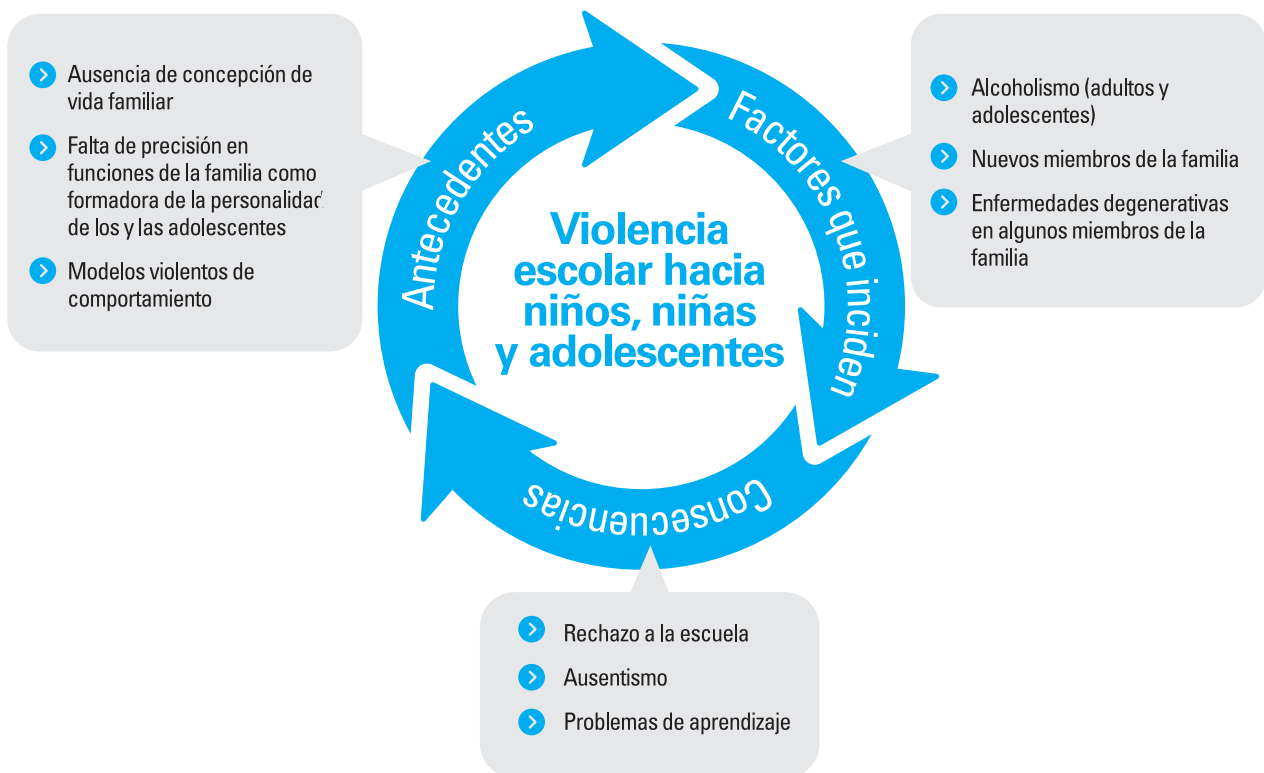 Ausencia de concepción de
vida familiar
Falta de precisión en
funciones de la familia como
formadora de la personalidad
de los y las adolescentes
Modelos violentos de
comportamiento
Antecedentes
Factores que inciden
Alcoholismo (adultos y
adolescentes)
Nuevos miembros de la familia
Enfermedades degenerativas
en algunos miembros de la
familia
Violencia
escolar hacia
niños, niñas
y adolescentes
Consecuencias
Rechazo a la escuela
Ausentismo
Problemas de aprendizaje